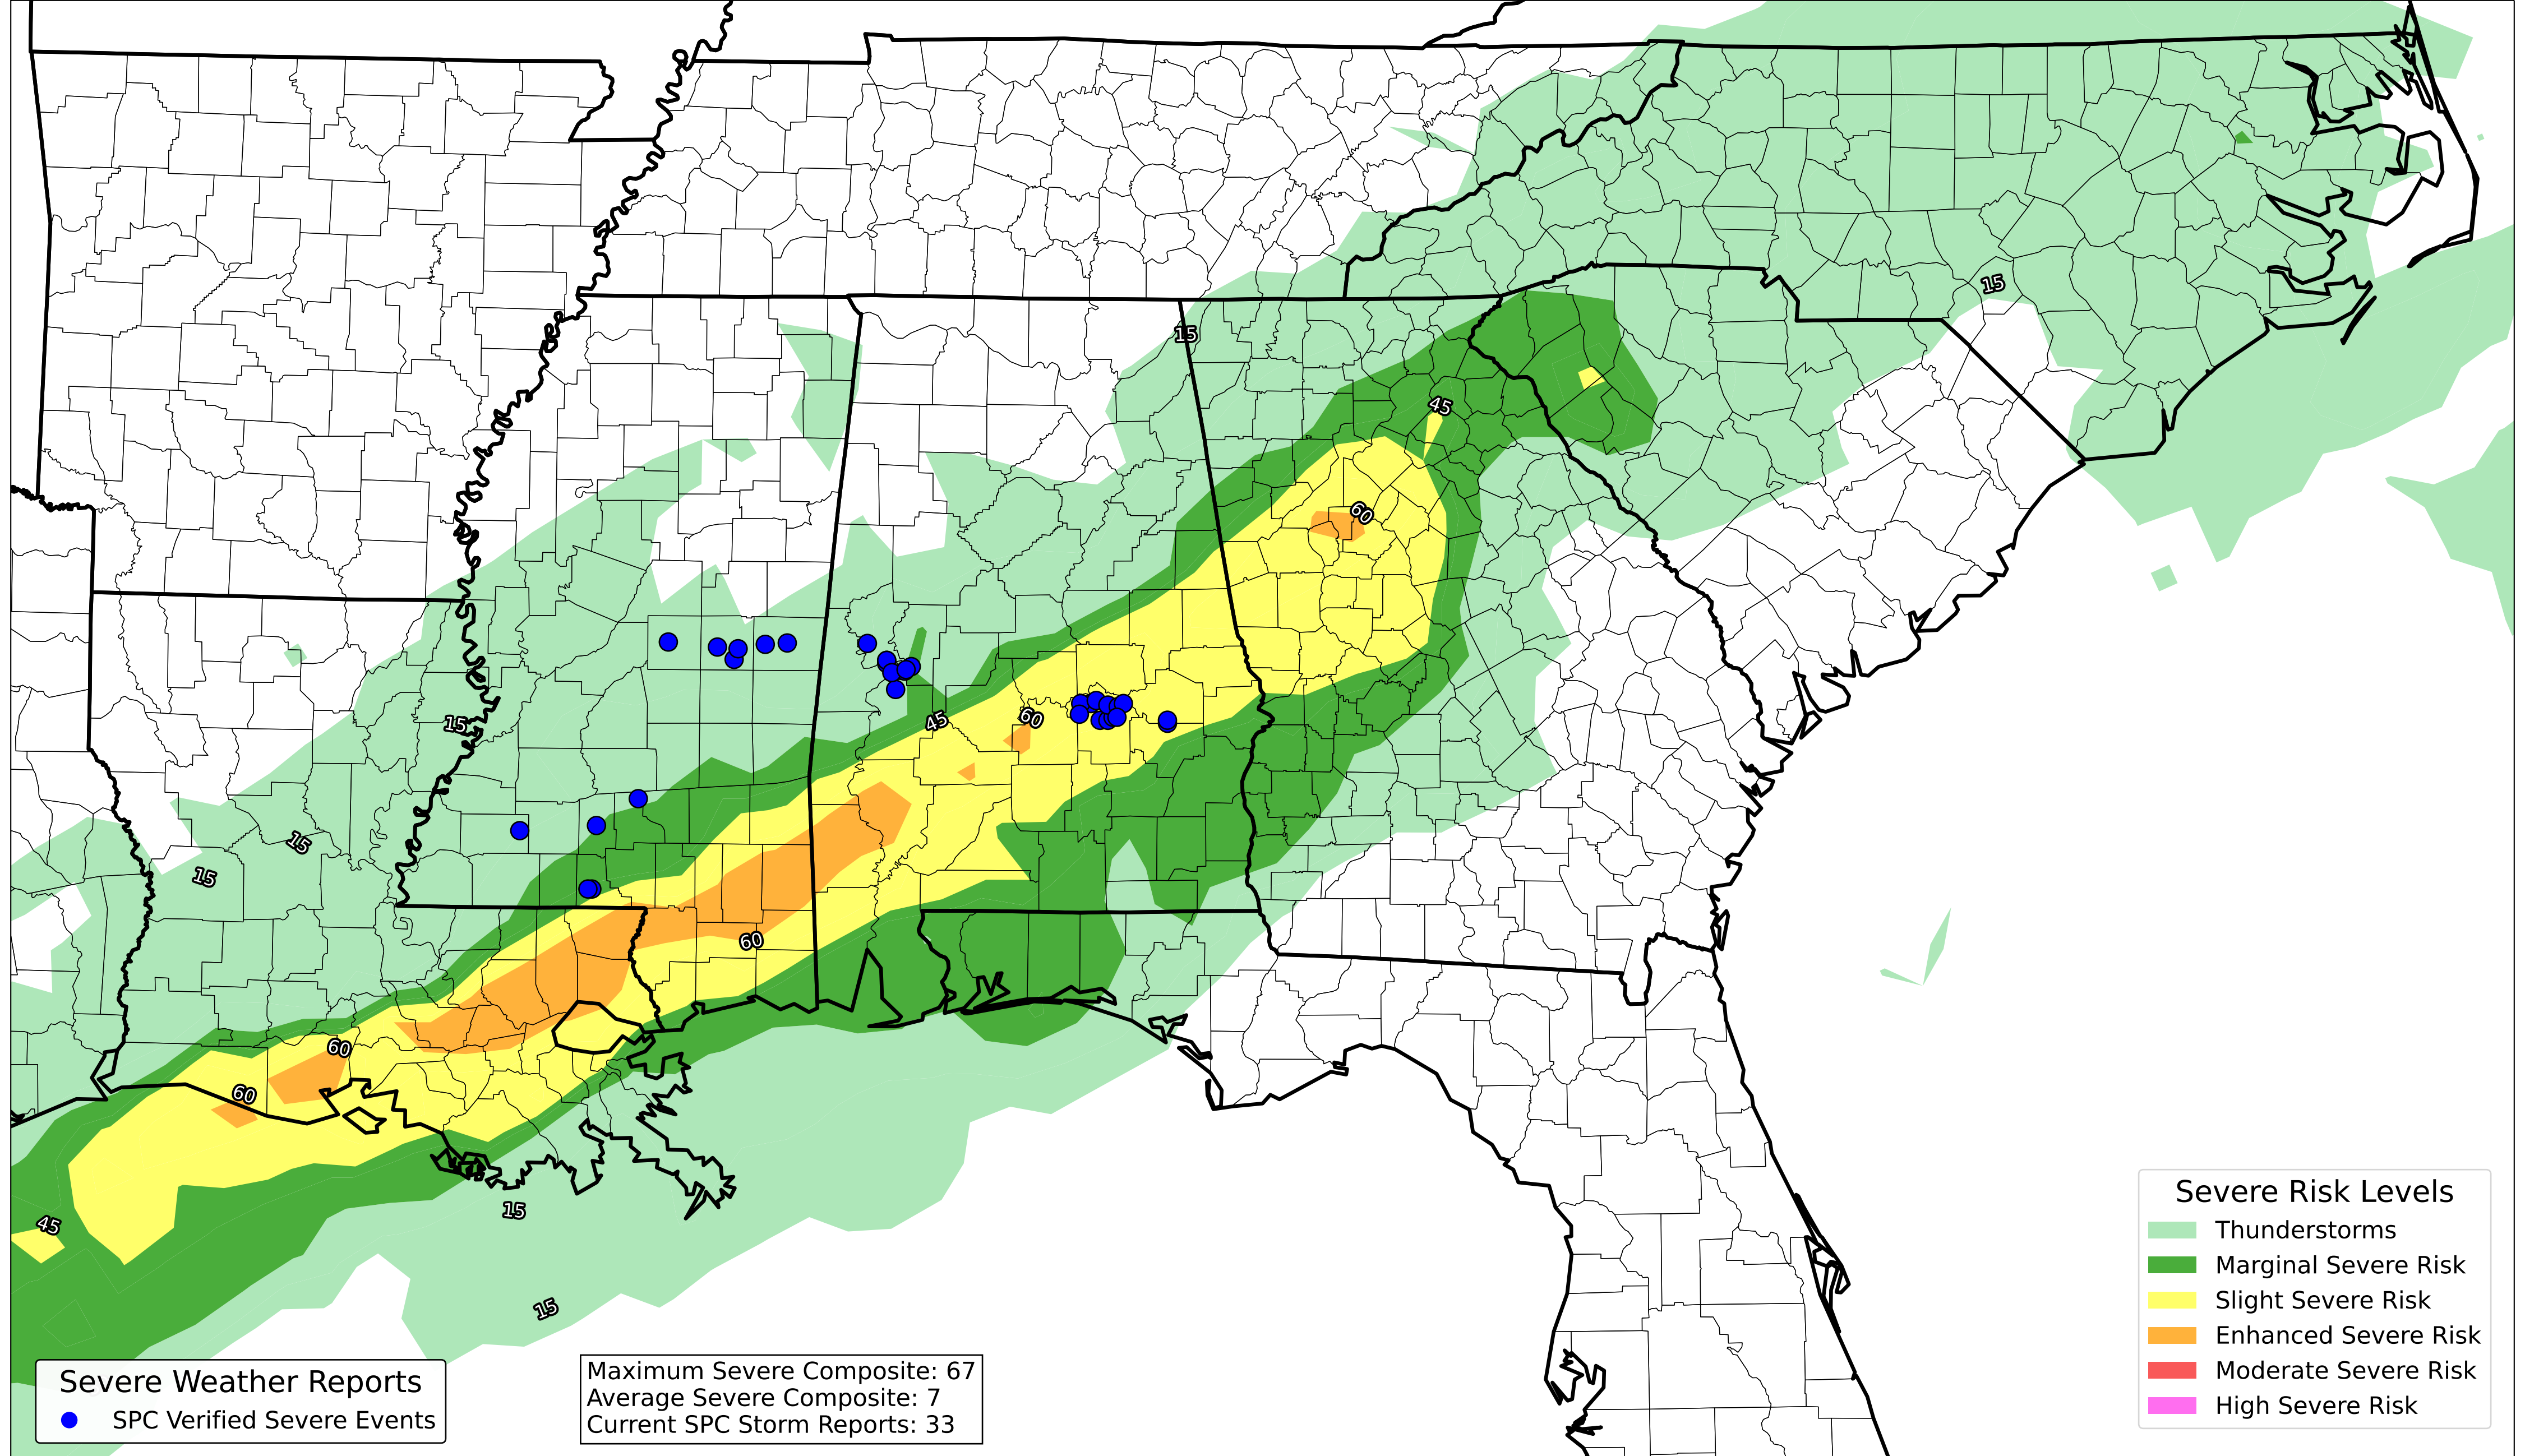 15
15
45
60
45
60
15
15
15
60
60
60
45
15
15
Severe Risk Levels
Thunderstorms
Marginal Severe Risk
Slight Severe Risk
Enhanced Severe Risk
Moderate Severe Risk
High Severe Risk
Severe Weather Reports
SPC Verified Severe Events
Maximum Severe Composite: 67
Average Severe Composite: 7
Current SPC Storm Reports: 33